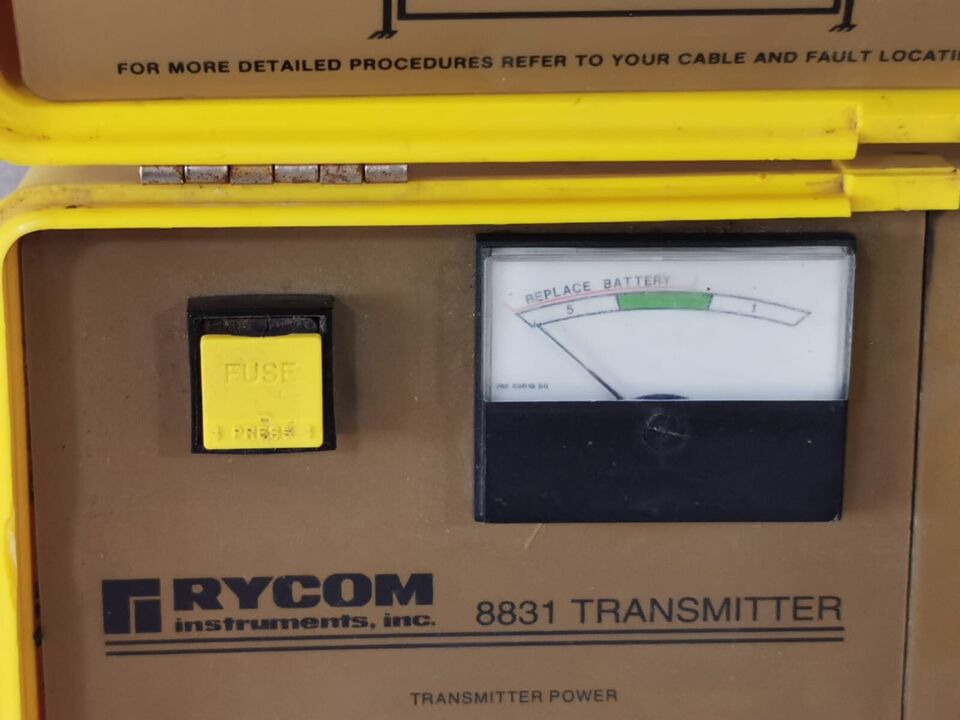 FOR MORE DETAILED PROCEDURES REFER TO YOUR CABLE AND FAULT LOCATI
REPLACE BATTERY
5 1
FUSE
PRESS
RYCOM
instruments, inc.
8831 TRANSMITTER
TRANSMITTER POWER